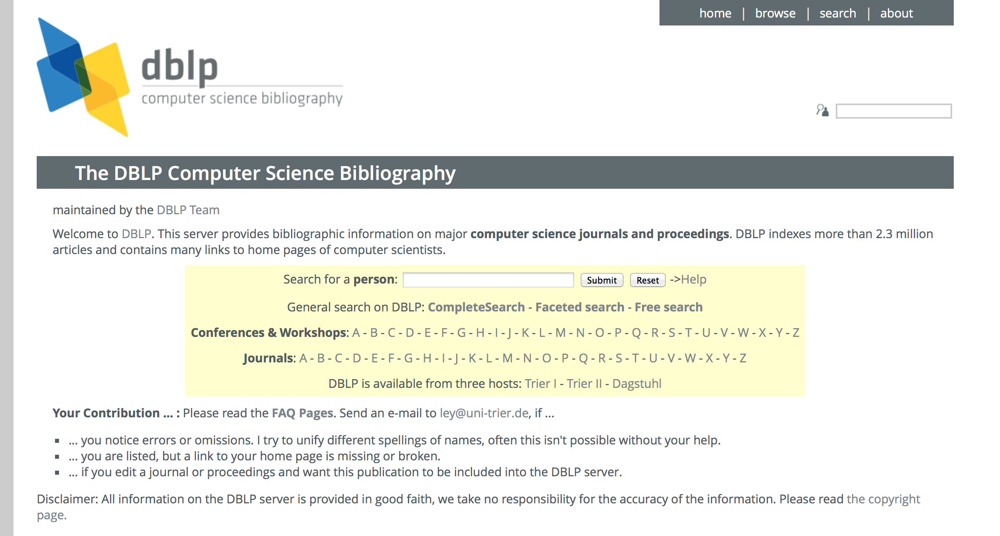 home | browse | search | about
dblp
computer science bibliography
The DBLP Computer Science Bibliography
maintained by the DBLP Team
Welcome to DBLP. This server provides bibliographic information on major computer science journals and proceedings. DBLP indexes more than 2.3 million
articles and contains many links to home pages of computer scientists.
Search for a person: Submit Reset ->Help
General search on DBLP: CompleteSearch - Faceted search - Free search
Conferences & Workshops: A - B - C - D - E - F - G - H - I - J - K - L - M - N - O - P - Q - R - S - T - U - V - W - X - Y - Z
Journals: A - B - C - D - E - F - G - H - I - J - K - L - M - N - O - P - Q - R - S - T - U - V - W - X - Y - Z
DBLP is available from three hosts: Trier I - Trier II - Dagstuhl
Your Contribution ... : Please read the FAQ Pages. Send an e-mail to ley@uni-trier.de, if ...
... you notice errors or omissions. I try to unify different spellings of names, often this isn't possible without your help.
... you are listed, but a link to your home page is missing or broken.
... if you edit a journal or proceedings and want this publication to be included into the DBLP server.
Disclaimer: All information on the DBLP server is provided in good faith, we take no responsibility for the accuracy of the information. Please read the copyright
page.